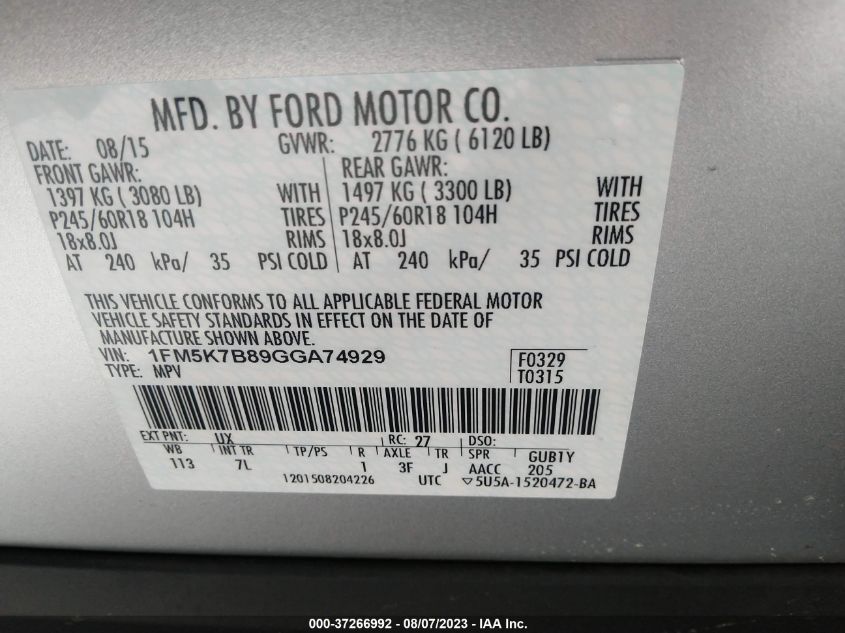 MFD. BY FORD MOTOR CO.
DATE: 08/15 GVWR: 2776 KG ( 6120 LB)
FRONT GAWR: REAR GAWR:
1397 KG ( 3080 LB) WITH 1497 KG ( 3300 LB) WITH
P245/60R18 104H TIRES P245/60R18 104H TIRES
18x8.0J RIMS 18x8.0J RIMS
AT 240 kPa/ 35 PSI COLD AT 240 kPa/ 35 PSI COLD
THIS VEHICLE CONFORMS TO ALL APPLICABLE FEDERAL MOTOR
VEHICLE SAFETY STANDARDS IN EFFECT ON THE DATE OF
MANUFACTURE SHOWN ABOVE.
VIN: 1FM5K7B89GGA74929 F0329
TYPE: MPV T0315
EXT PNT: UX RC: 27 DSO:
WB INT TR TP/PS R AXLE TR SPR GUB1Y
113 7L 1 3F J AACC 205
1201508204226 UTC ▽5U5A-1520472-BA
000-37266992 - 08/07/2023 - IAA Inc.